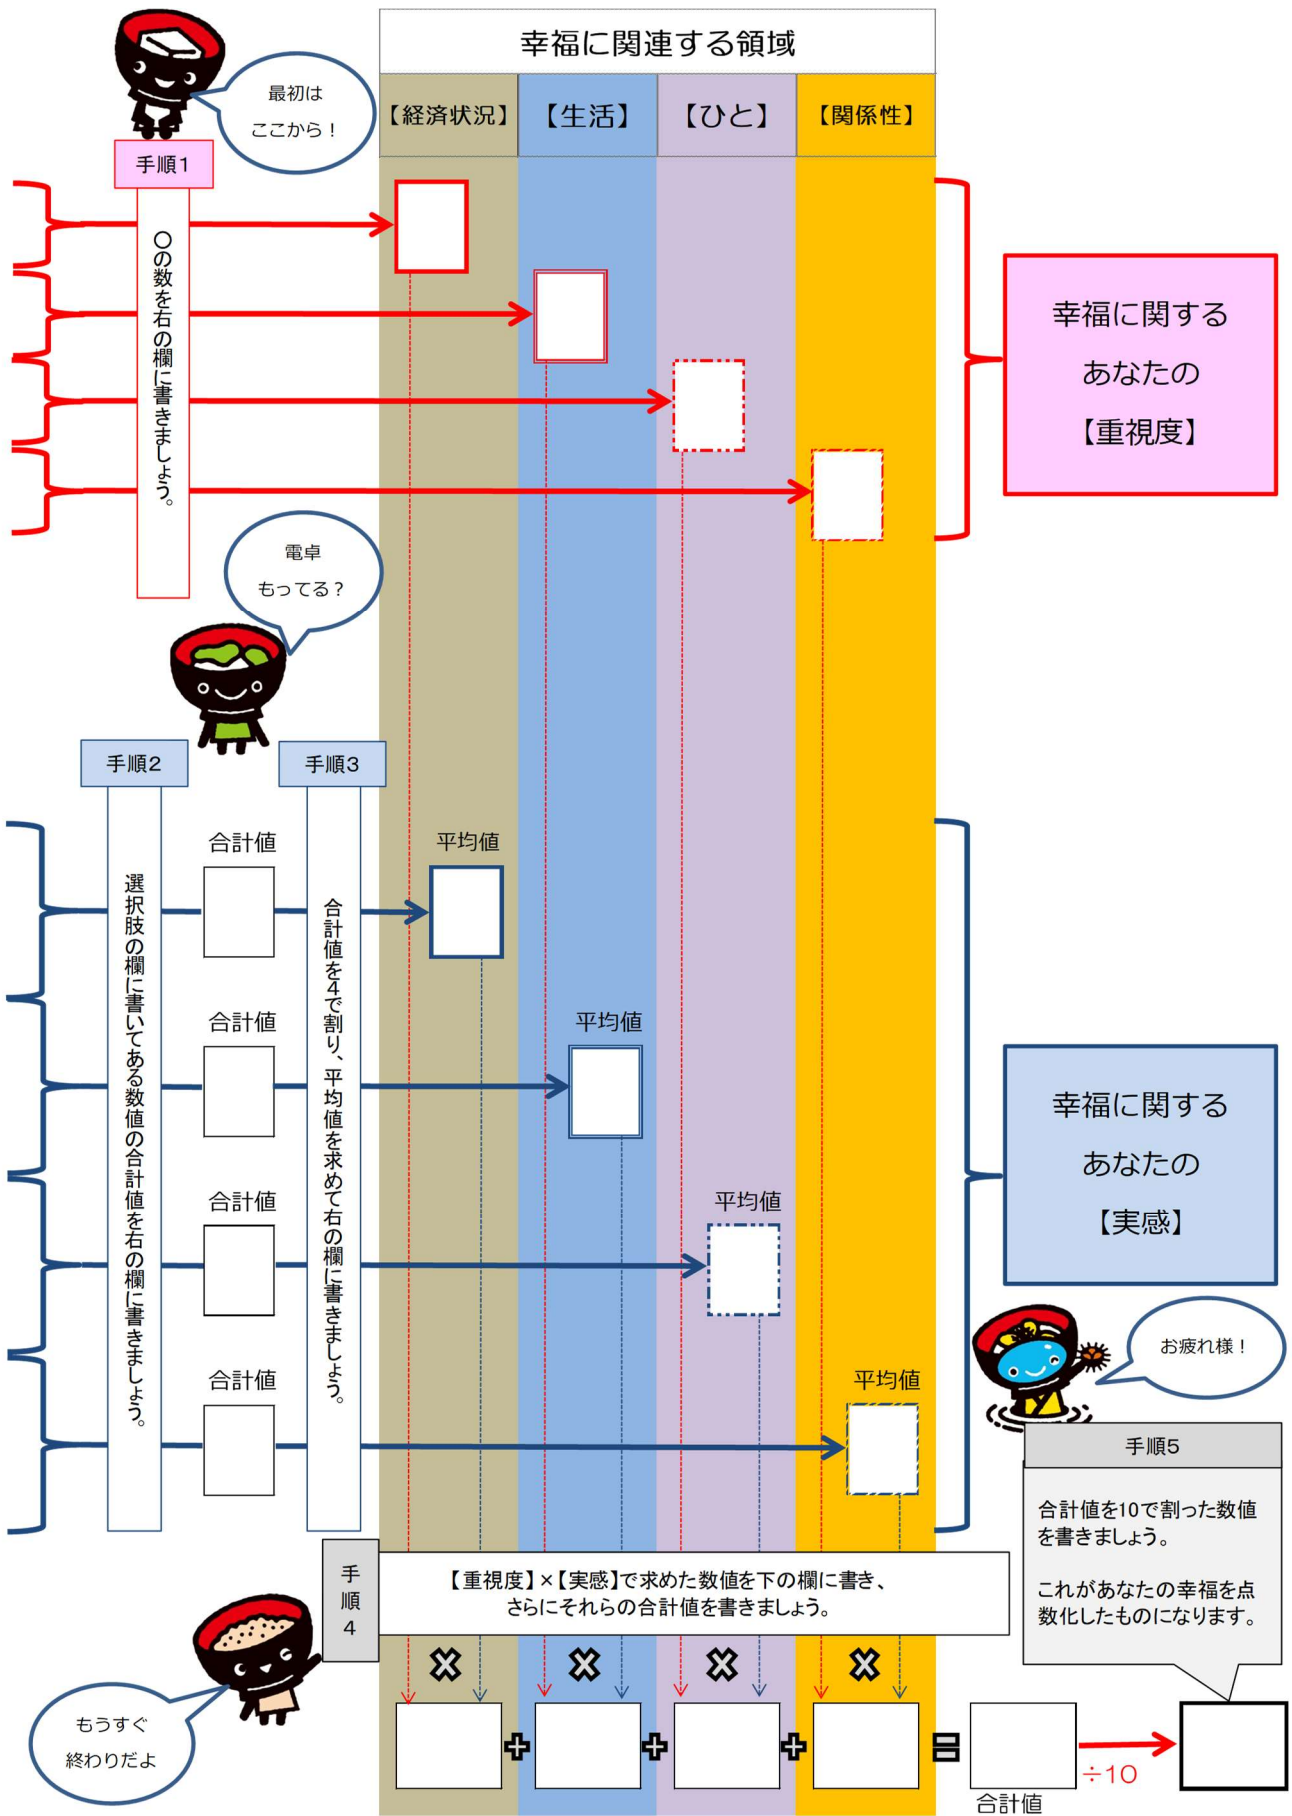 幸福に関連する領域
【経済状況】
【生活】
【ひと】
【関係性】
最初は
ここから！
手順1
〇の数を右の欄に書きましょう。
幸福に関する
あなたの
【重視度】
電卓
もってる？
手順2
手順3
選択肢の欄に書いてある数値の合計値を右の欄に書きましょう。
合計値を4で割り、平均値を求めて右の欄に書きましょう。
合計値
平均値
合計値
平均値
合計値
平均値
合計値
平均値
幸福に関する
あなたの
【実感】
お疲れ様！
手順5
合計値を10で割った数値
を書きましょう。
これがあなたの幸福を点
数化したものになります。
手順4
【重視度】×【実感】で求めた数値を下の欄に書き、
さらにそれらの合計値を書きましょう。
もうすぐ
終わりだよ
× × × ×
+ + + =
÷10
合計値